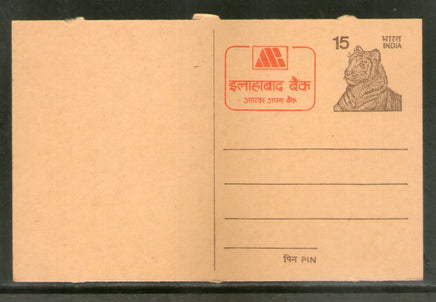 15 भारत
INDIA
इलाहाबाद बैंक
आपका अपना बैंक
पिन PIN